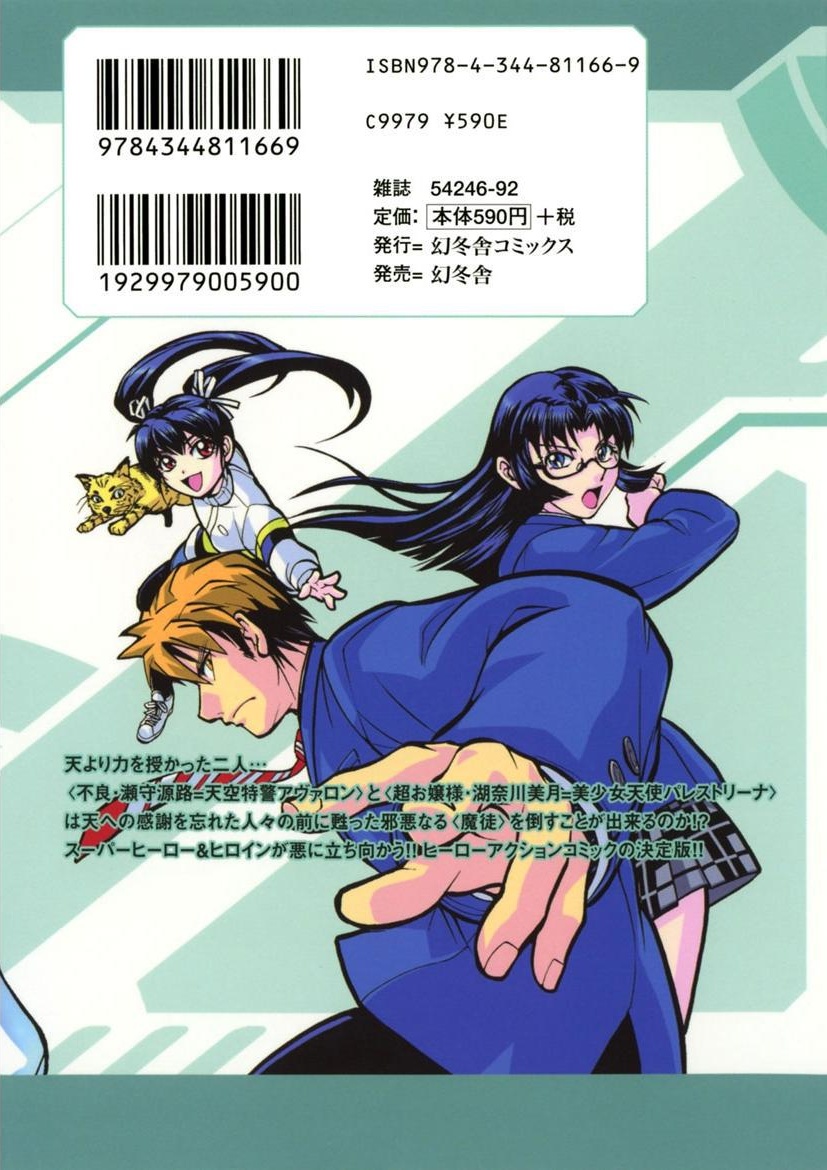 ISBN978-4-344-81166-9
C9979 ¥590E
9784344811669
1929979005900
雑誌 54246-92
定価: 本体590円 +税
発行= 幻冬舎コミックス
発売= 幻冬舎
天より力を授かった二人…
〈不良・瀬守源路=天空特警アヴァロン〉と〈超お嬢様・湖奈川美月=美少女天使パレストリーナ〉
は天への感謝を忘れた人々の前に甦った邪悪なる〈魔徒〉を倒すことが出来るのか!?
スーパーヒーロー&ヒロインが悪に立ち向かう!! ヒーローアクションコミックの決定版!!